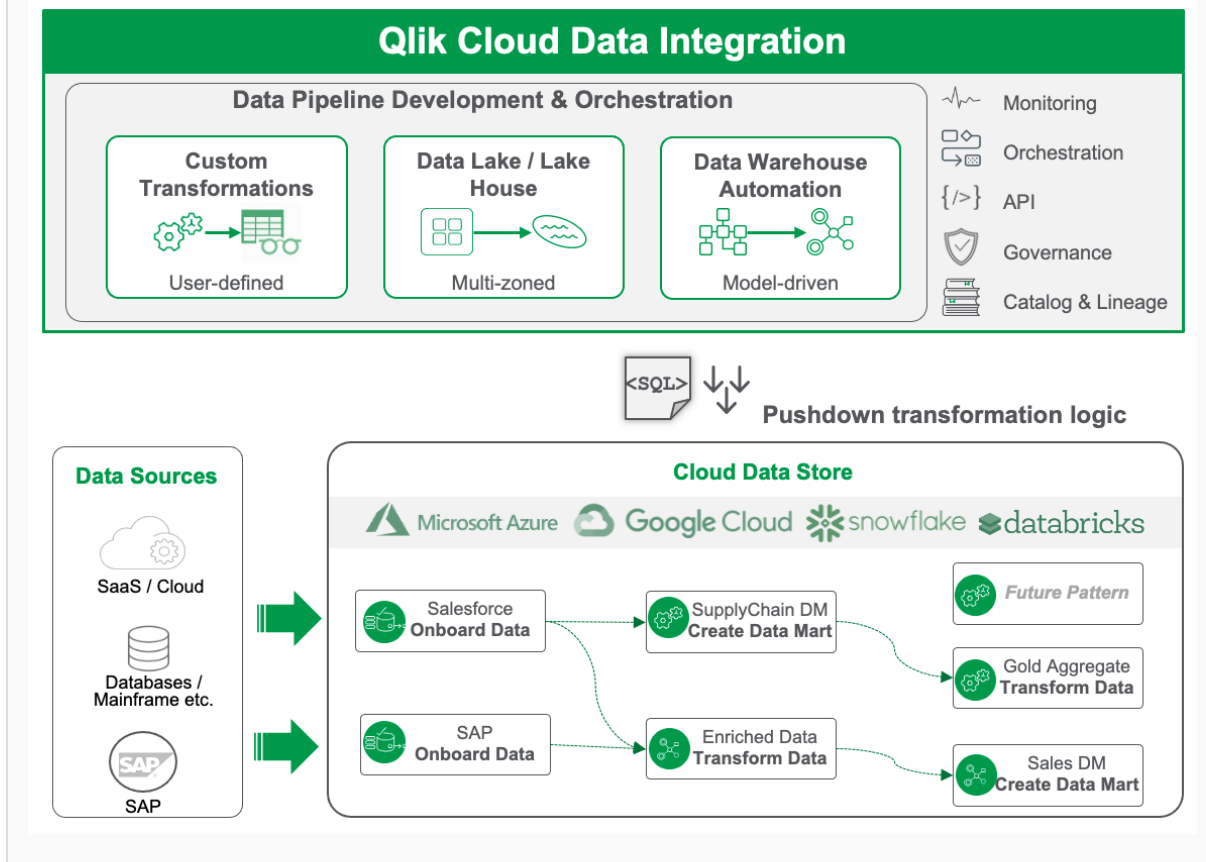 Qlik Cloud Data Integration
Data Pipeline Development & Orchestration
Custom
Transformations
User-defined
Data Lake / Lake
House
Multi-zoned
Data Warehouse
Automation
Model-driven
Monitoring
Orchestration
{/>} API
Governance
Catalog & Lineage
<SQL>
Pushdown transformation logic
Data Sources
SaaS / Cloud
Databases /
Mainframe etc.
SAP
SAP
Cloud Data Store
Microsoft Azure
Google Cloud
snowflake
databricks
Salesforce
Onboard Data
SAP
Onboard Data
SupplyChain DM
Create Data Mart
Enriched Data
Transform Data
Future Pattern
Gold Aggregate
Transform Data
Sales DM
Create Data Mart